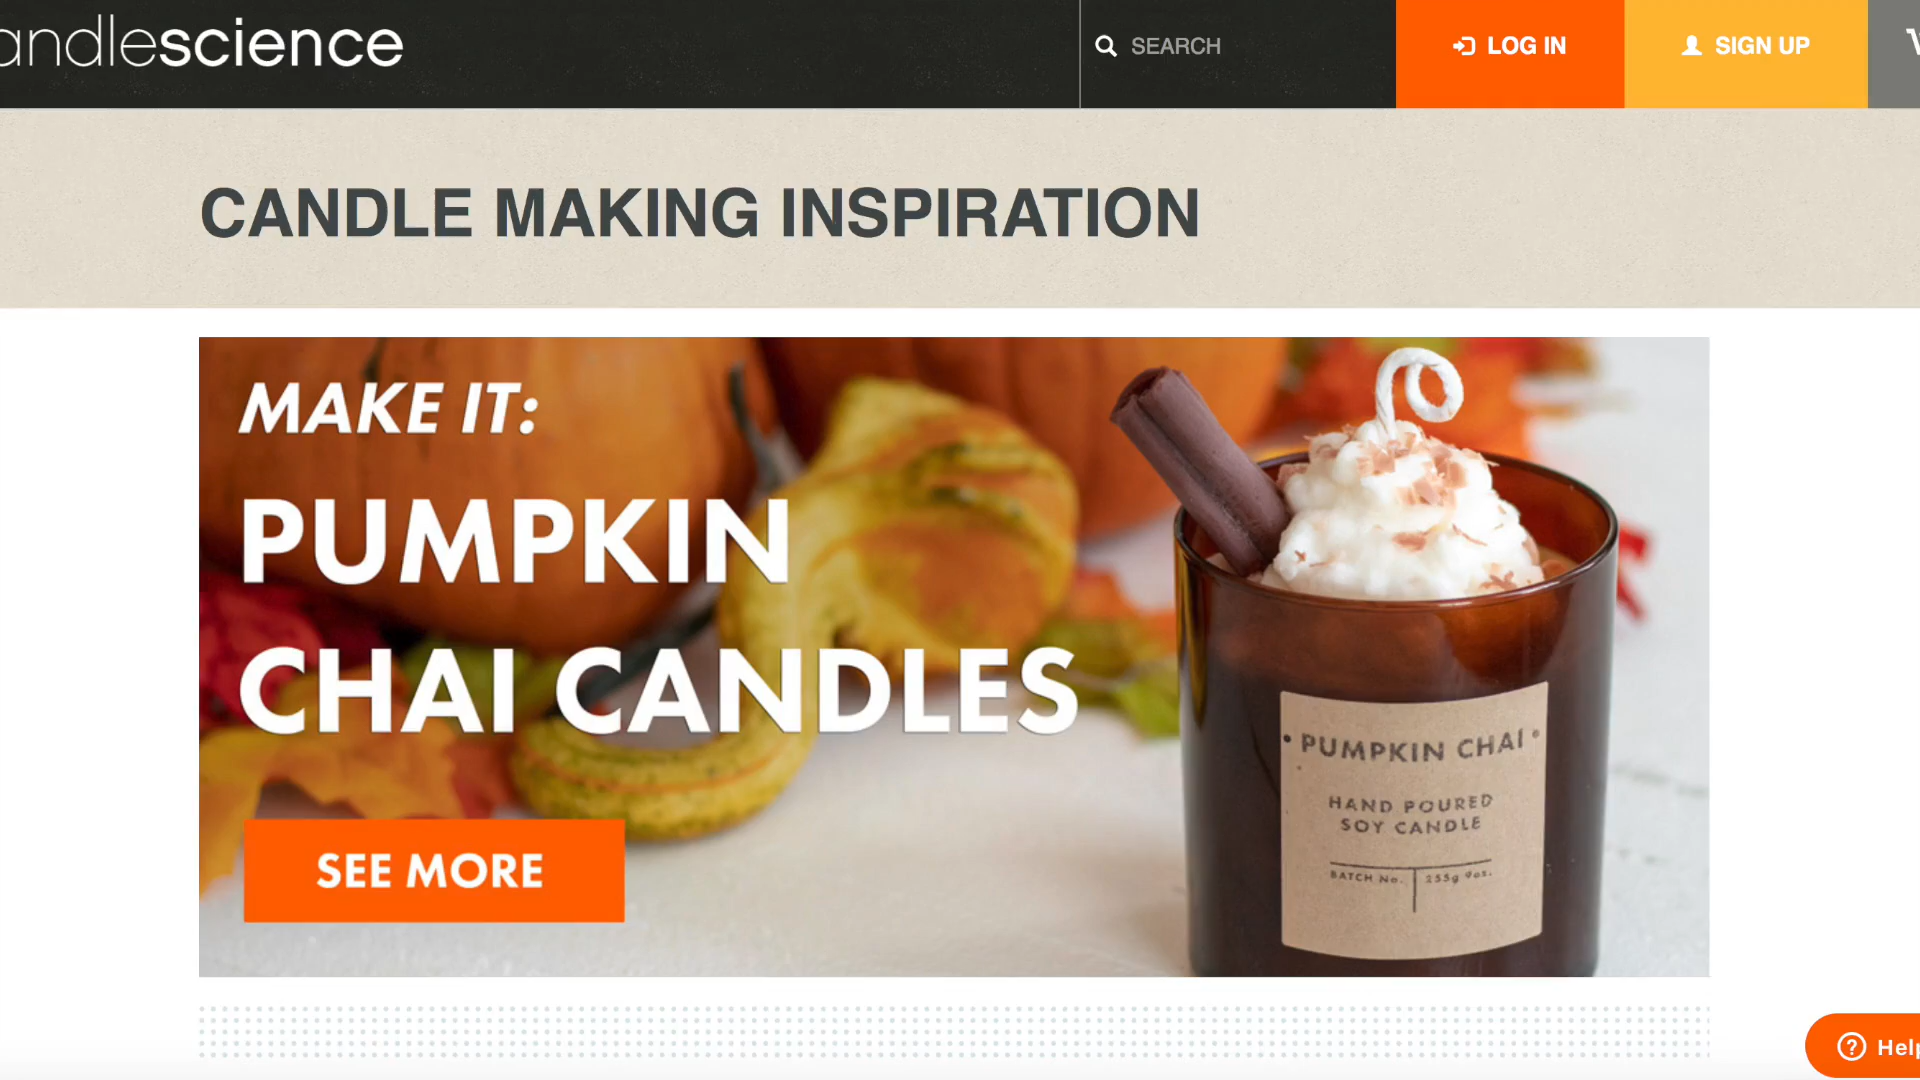 andlescience
SEARCH
LOG IN
SIGN UP
CANDLE MAKING INSPIRATION
MAKE IT:
PUMPKIN
CHAI CANDLES
SEE MORE
• PUMPKIN CHAI •
HAND POURED
SOY CANDLE
BATCH No. 255g 9oz.
Help